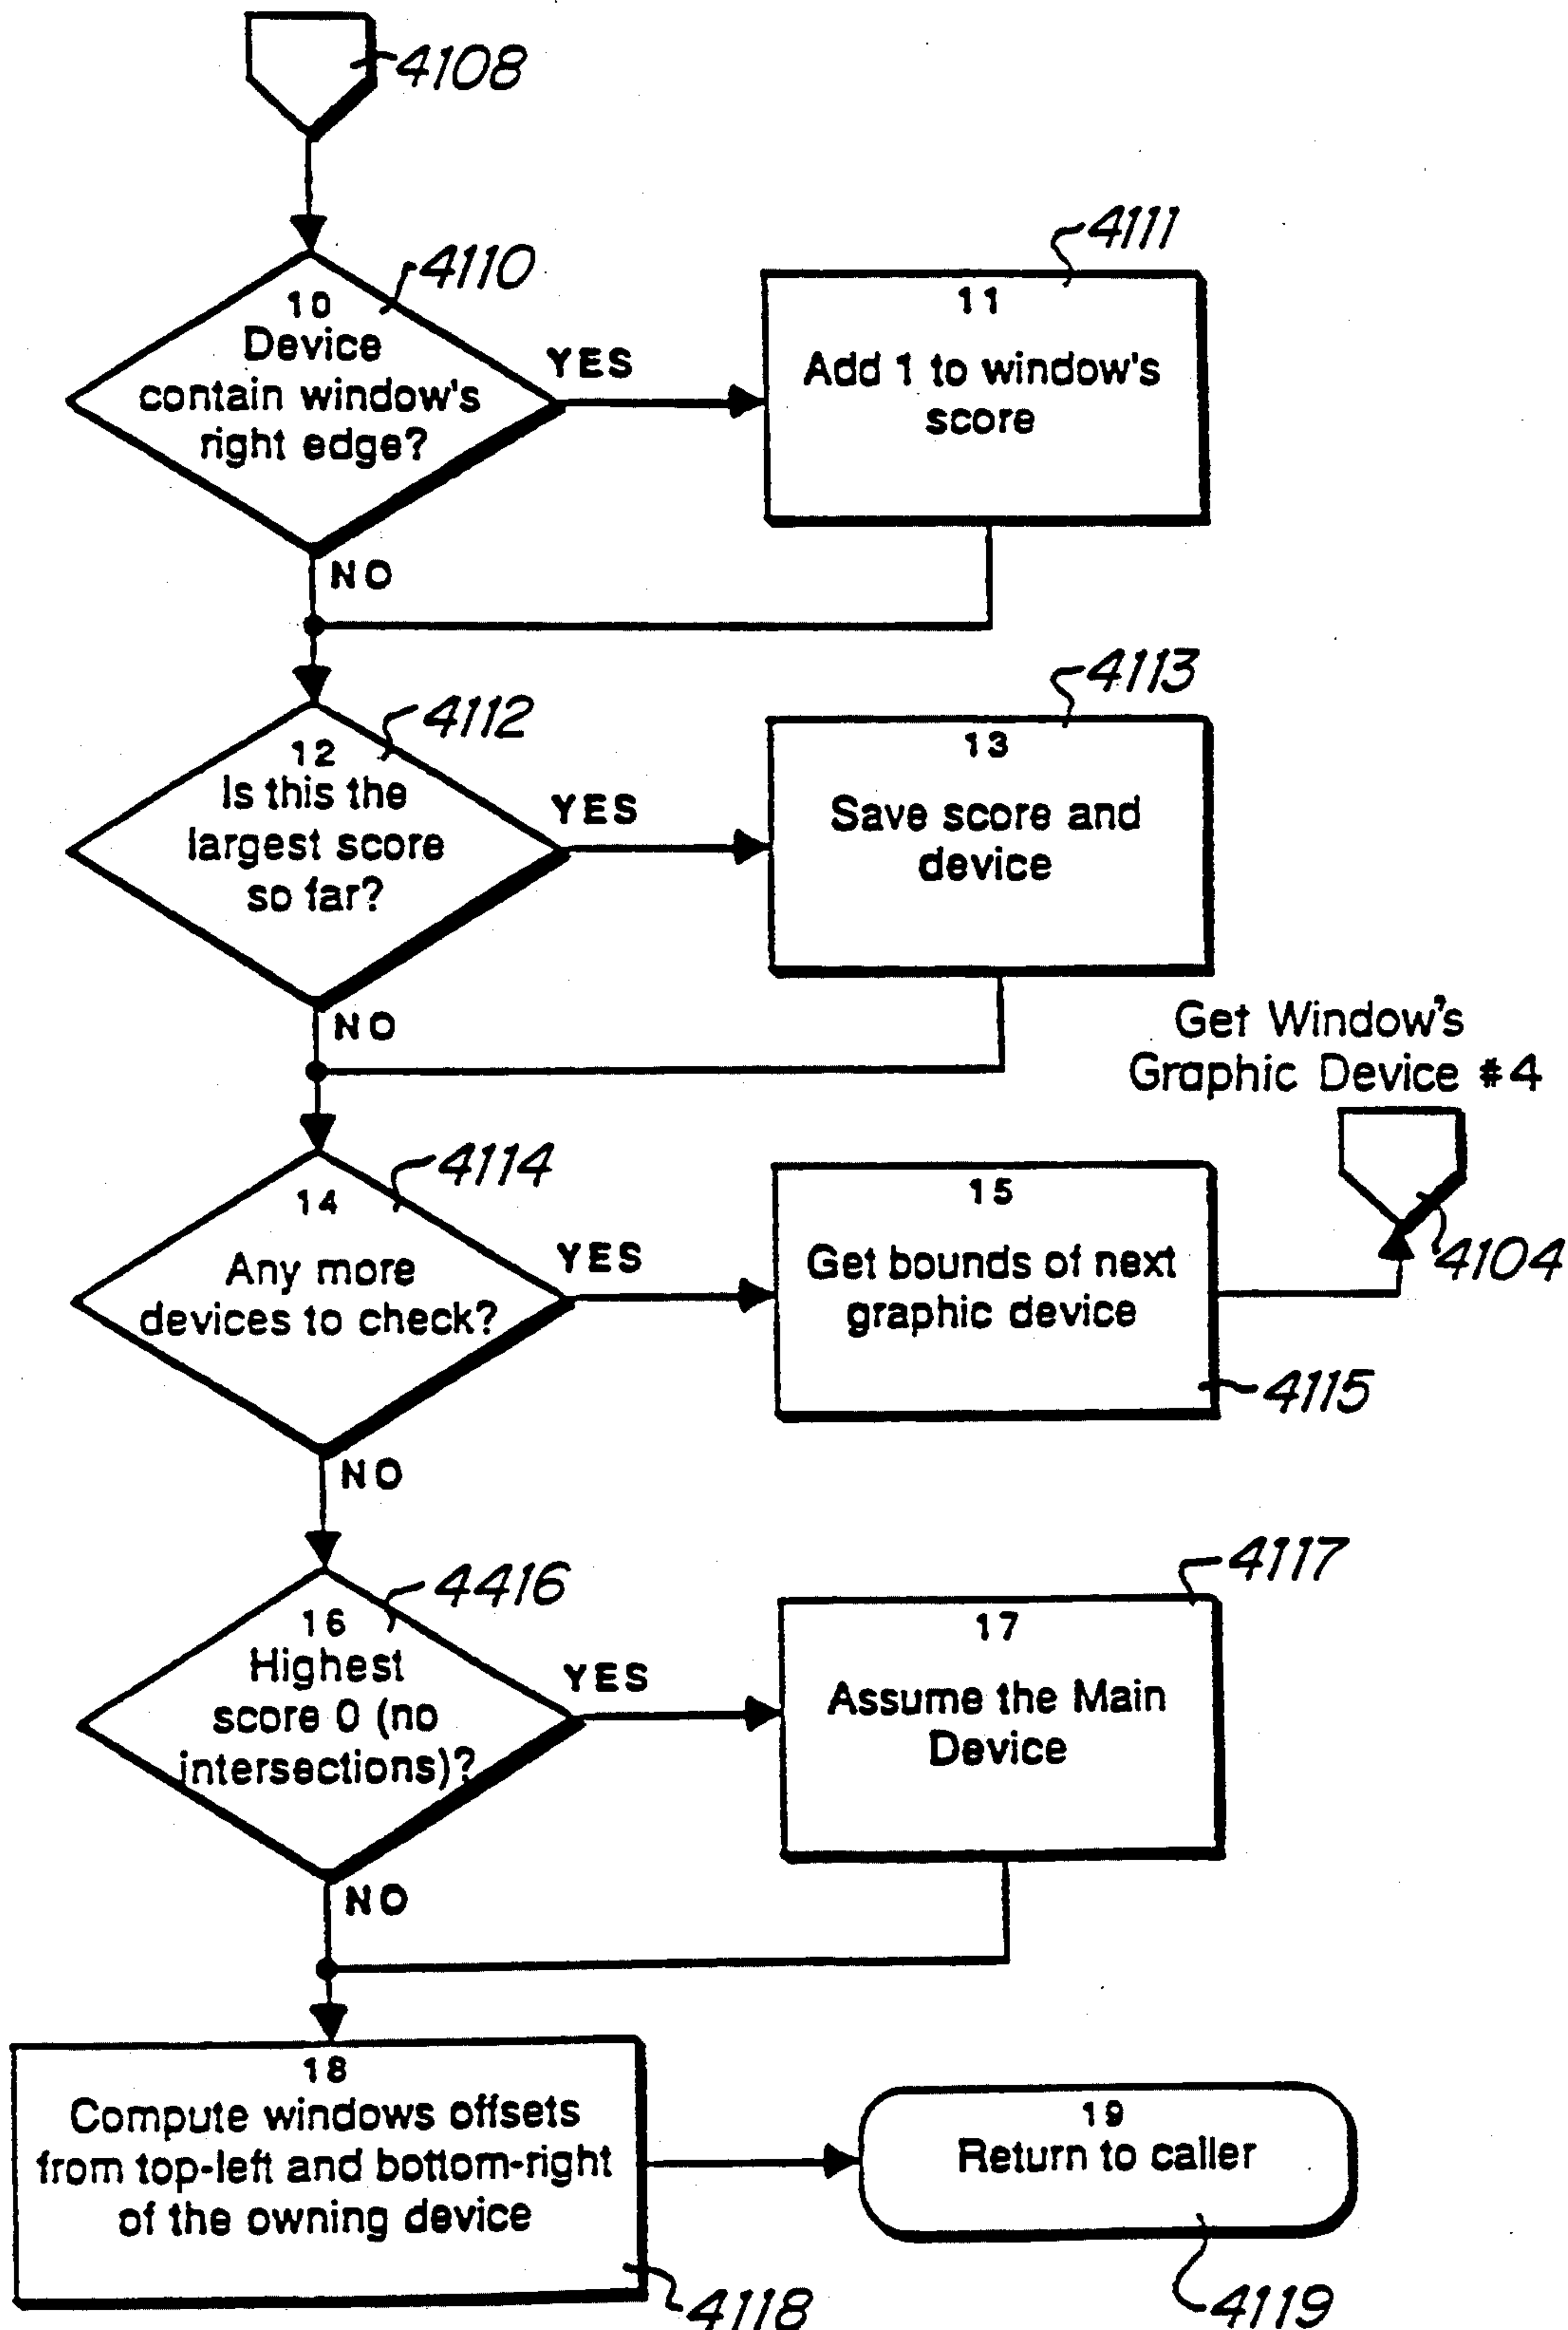 4108
4110
10
Device
contain window's
right edge?
YES
4111
11
Add 1 to window's
score
NO
4112
12
Is this the
largest score
so far?
YES
4113
13
Save score and
device
NO
Get Window's
Graphic Device #4
4104
4114
14
Any more
devices to check?
YES
15
Get bounds of next
graphic device
4115
NO
4416
16
Highest
score 0 (no
intersections)?
YES
4117
17
Assume the Main
Device
NO
18
Compute windows offsets
from top-left and bottom-right
of the owning device
4118
19
Return to caller
4119